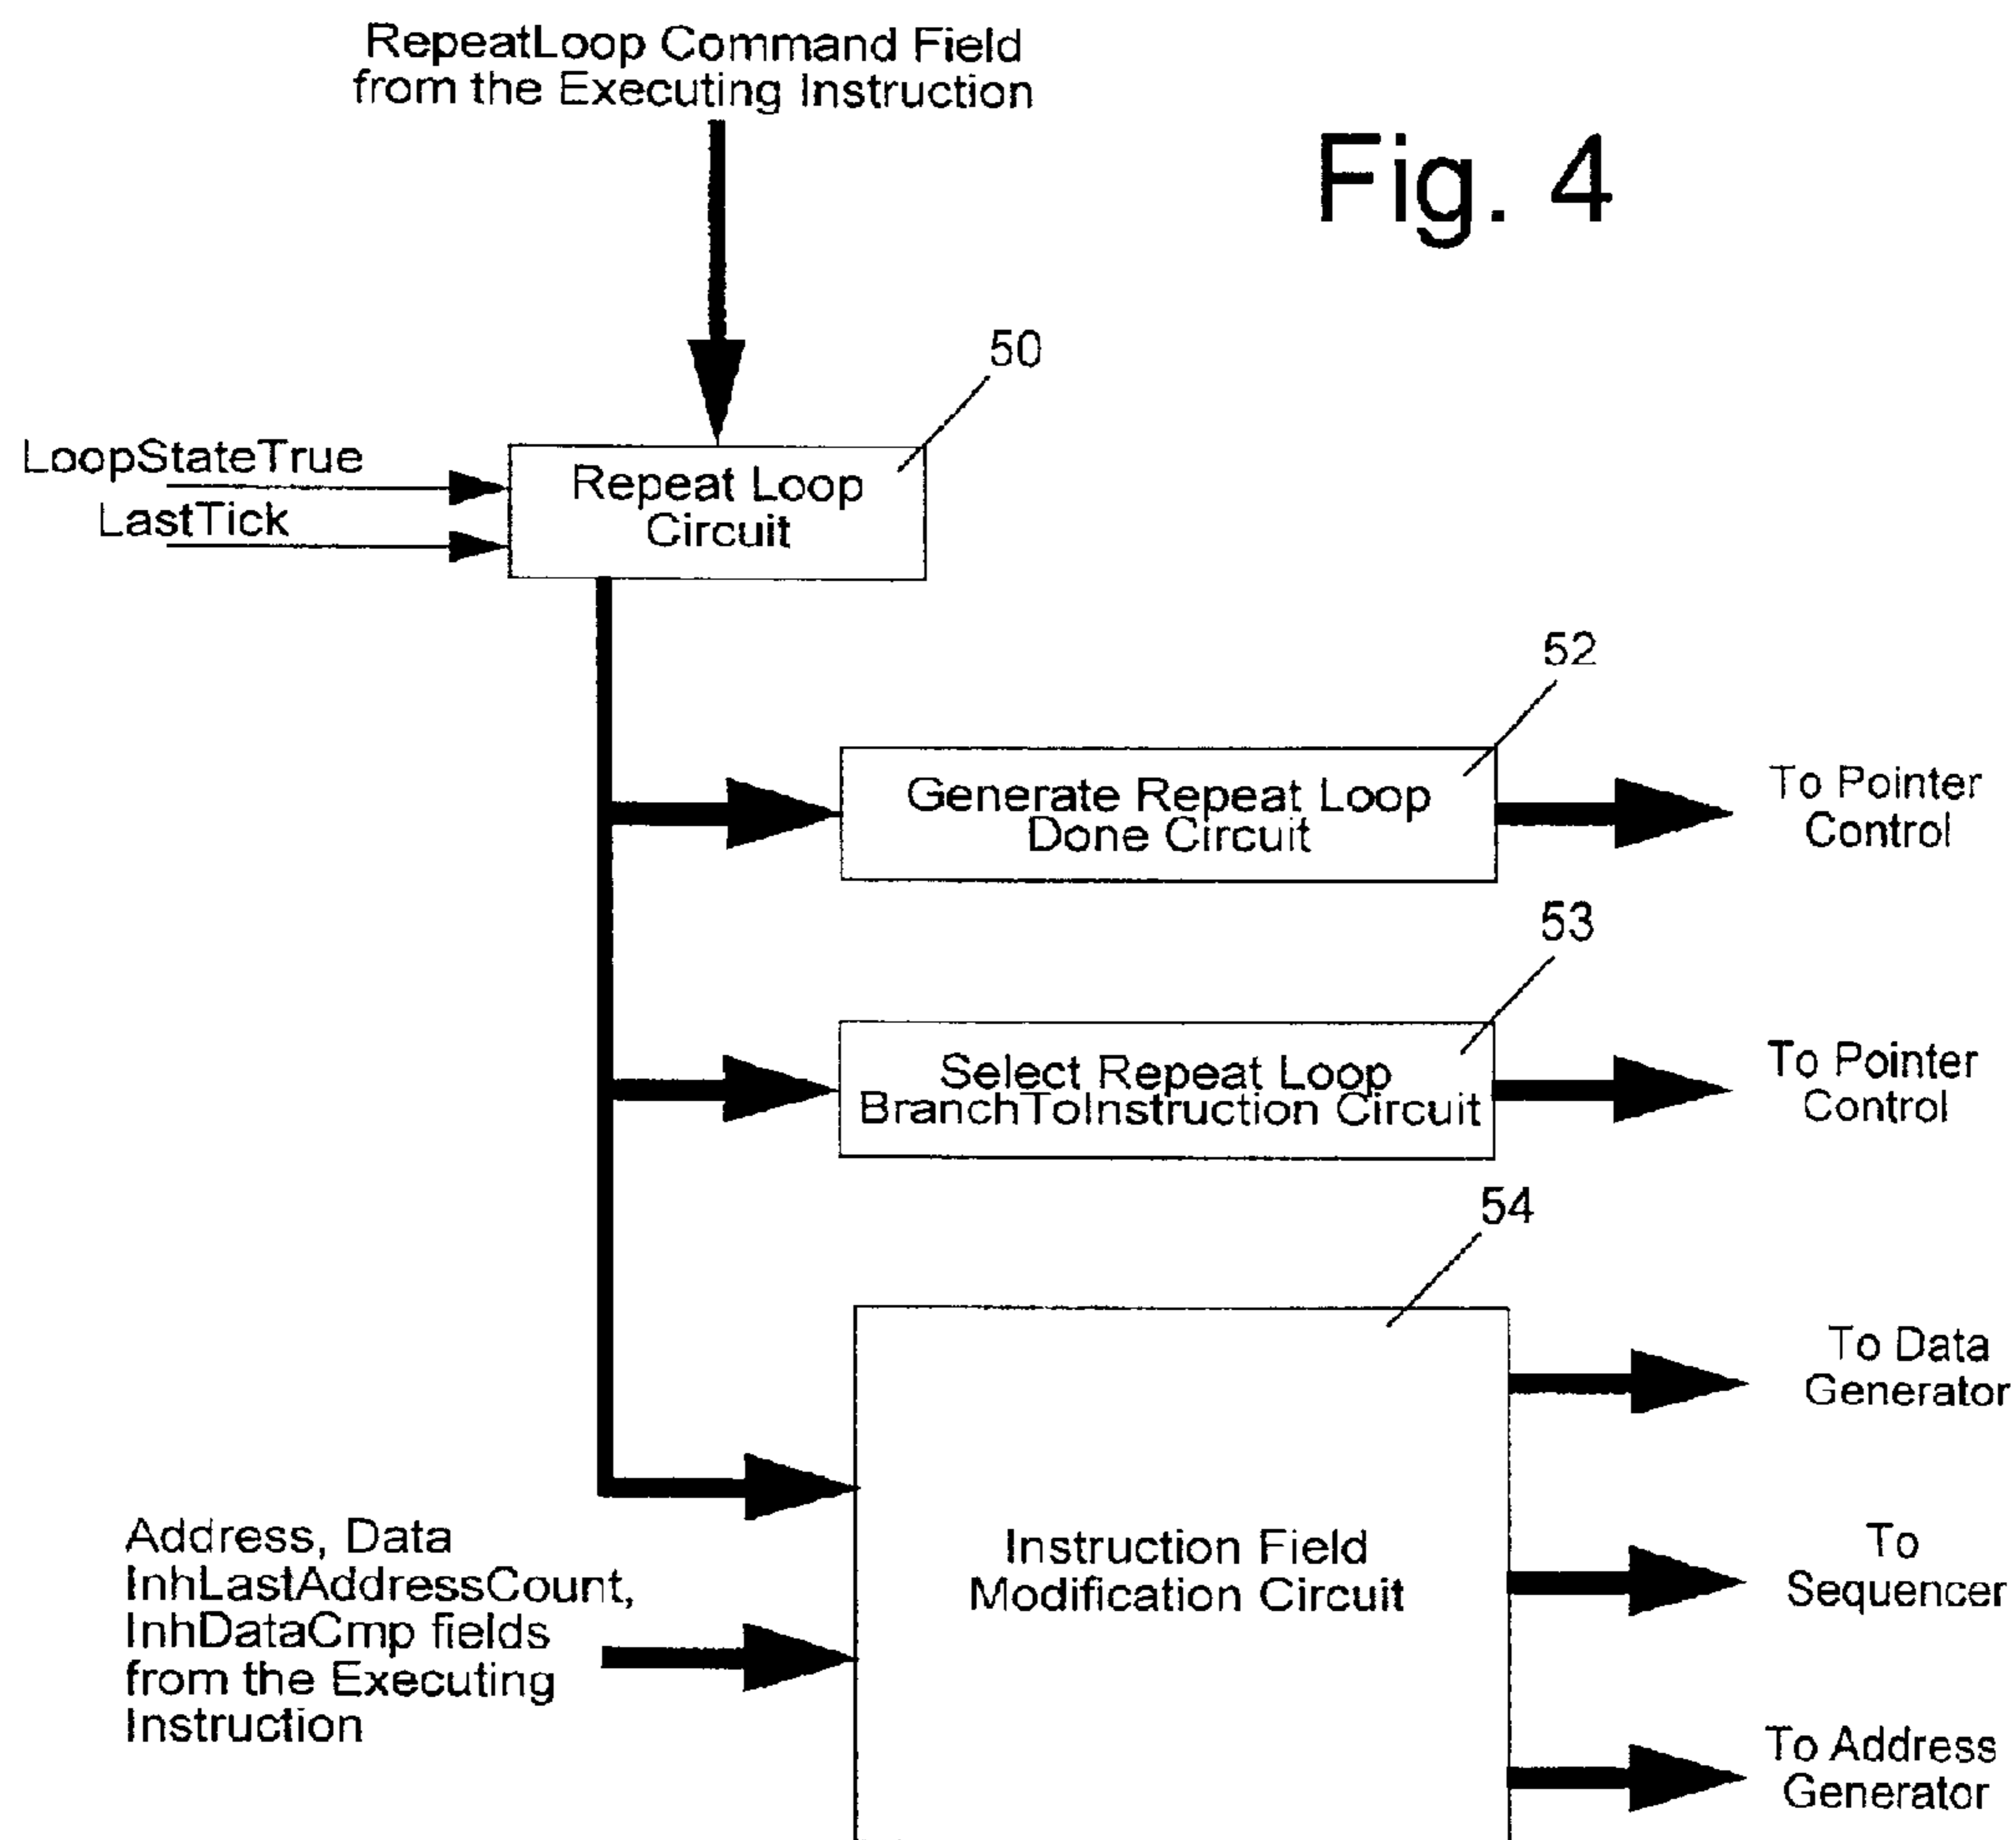 RepeatLoop Command Field
from the Executing Instruction
Fig. 4
50
LoopStateTrue
LastTick
Repeat Loop
Circuit
52
Generate Repeat Loop
Done Circuit
To Pointer
Control
53
Select Repeat Loop
BranchToInstruction Circuit
To Pointer
Control
54
To Data
Generator
Address, Data
InhLastAddressCount,
InhDataCmp fields
from the Executing
Instruction
Instruction Field
Modification Circuit
To
Sequencer
To Address
Generator